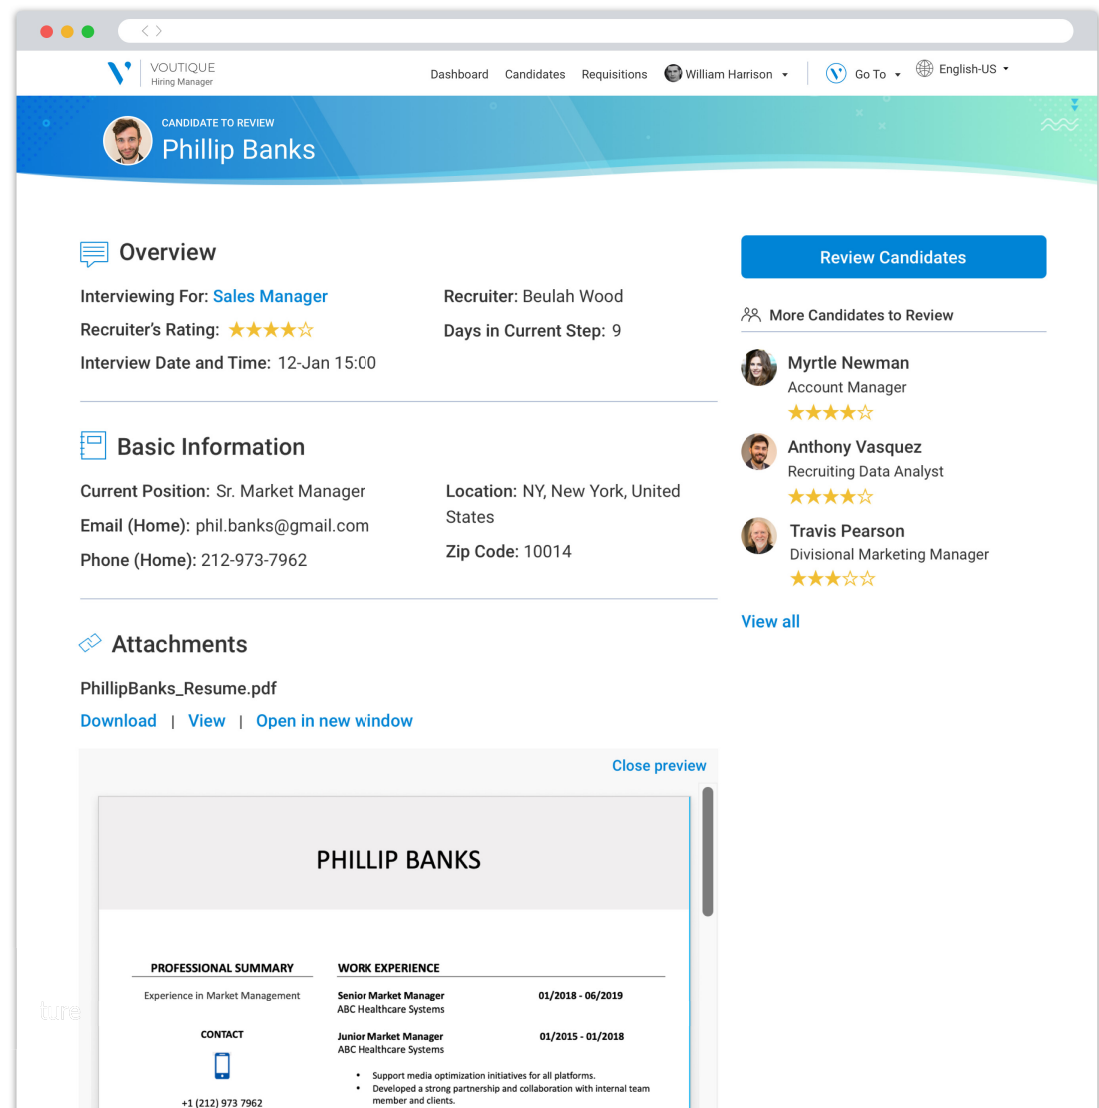 VOUTIQUE
Hiring Manager
Dashboard Candidates Requisitions William Harrison Go To English-US
CANDIDATE TO REVIEW
Phillip Banks
Overview
Interviewing For: Sales Manager
Recruiter's Rating:
Interview Date and Time: 12-Jan 15:00
Recruiter: Beulah Wood
Days in Current Step: 9
Basic Information
Current Position: Sr. Market Manager
Email (Home): phil.banks@gmail.com
Phone (Home): 212-973-7962
Location: NY, New York, United
States
Zip Code: 10014
Attachments
PhillipBanks_Resume.pdf
Download | View | Open in new window
Close preview
PHILLIP BANKS
PROFESSIONAL SUMMARY
Experience in Market Management
CONTACT
+1 (212) 973 7962
WORK EXPERIENCE
Senior Market Manager 01/2018 - 06/2019
ABC Healthcare Systems
Junior Market Manager 01/2015 - 01/2018
ABC Healthcare Systems
• Support media optimization initiatives for all platforms.
• Developed a strong partnership and collaboration with internal team
member and clients.
Review Candidates
More Candidates to Review
Myrtle Newman
Account Manager
Anthony Vasquez
Recruiting Data Analyst
Travis Pearson
Divisional Marketing Manager
View all
ture